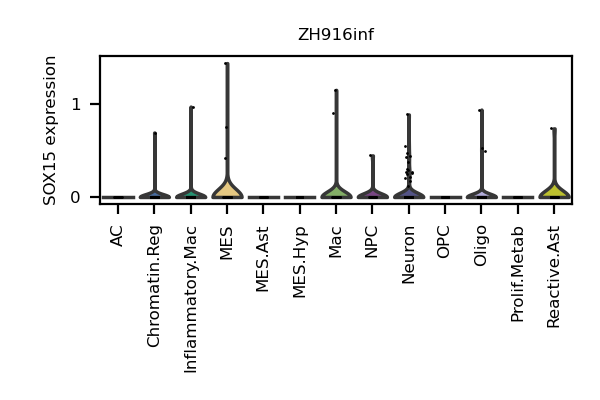 ZH916inf
SOX15 expression
1
0
AC
Chromatin.Reg
Inflammatory.Mac
MES
MES.Ast
MES.Hyp
Mac
NPC
Neuron
OPC
Oligo
Prolif.Metab
Reactive.Ast